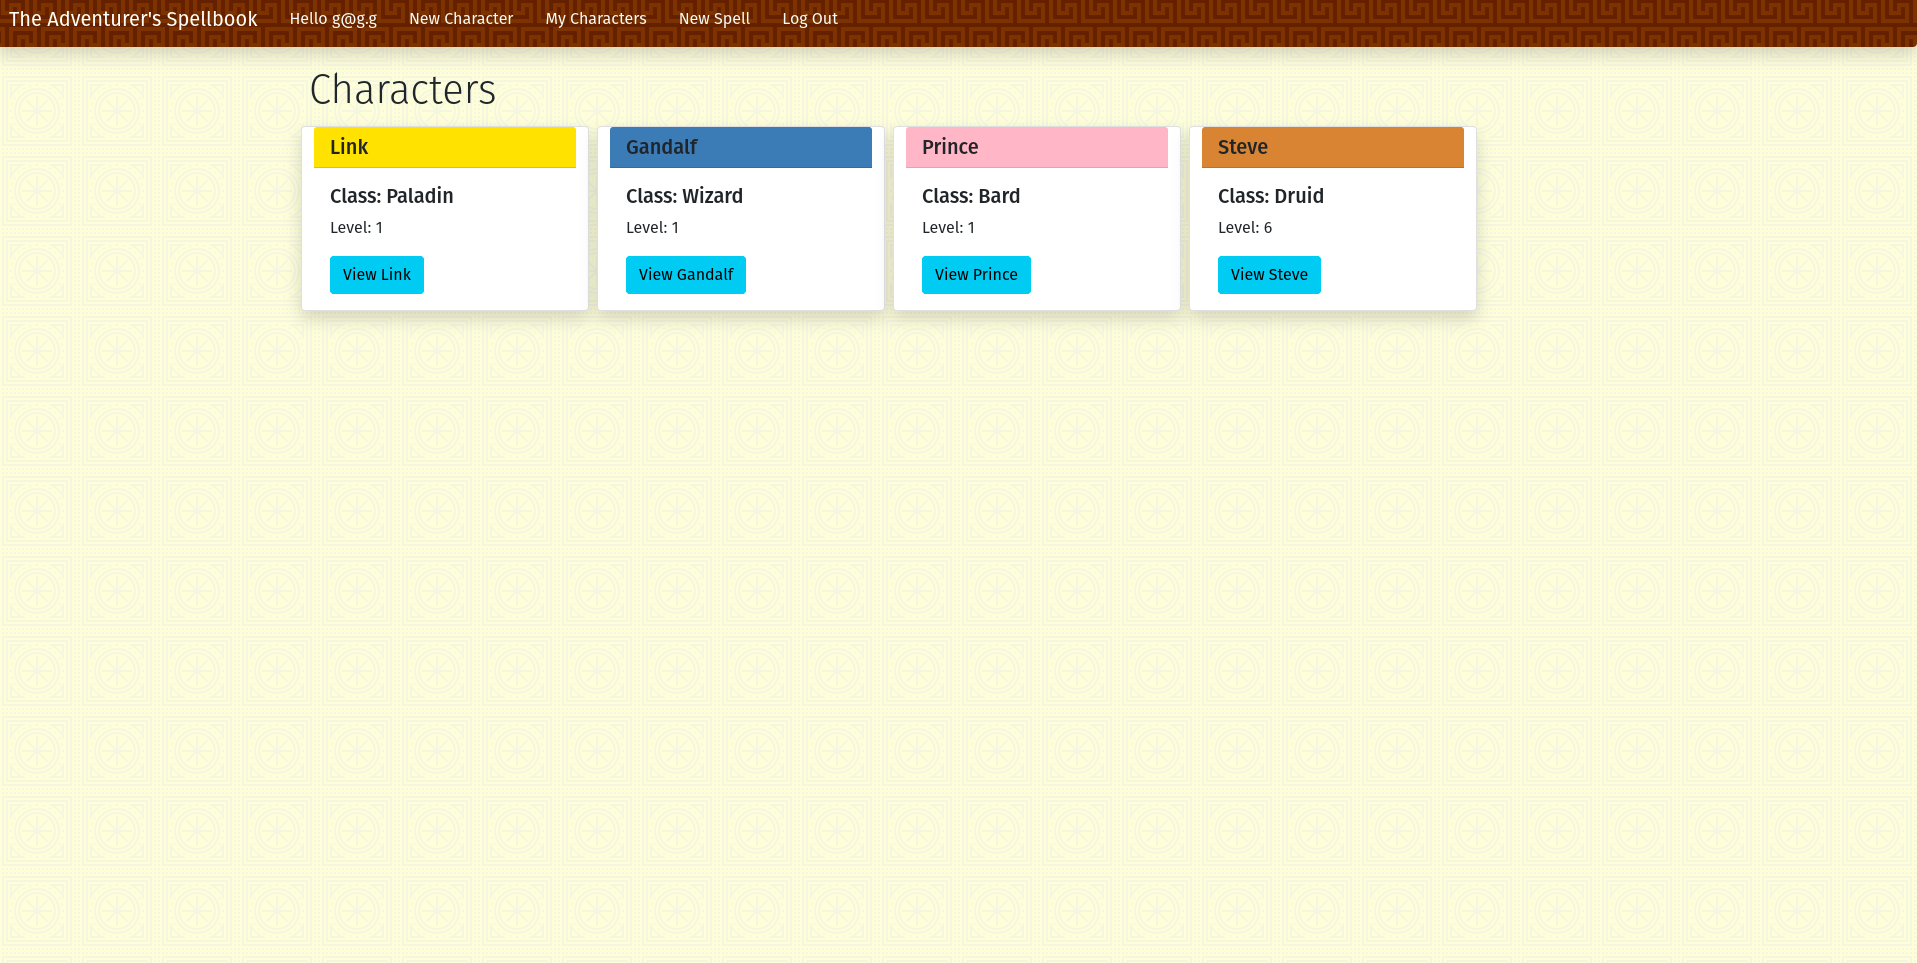 The Adventurer's Spellbook Hello g@g.g New Character My Characters New Spell Log Out
Characters
Link
Class: Paladin
Level: 1
View Link
Gandalf
Class: Wizard
Level: 1
View Gandalf
Prince
Class: Bard
Level: 1
View Prince
Steve
Class: Druid
Level: 6
View Steve